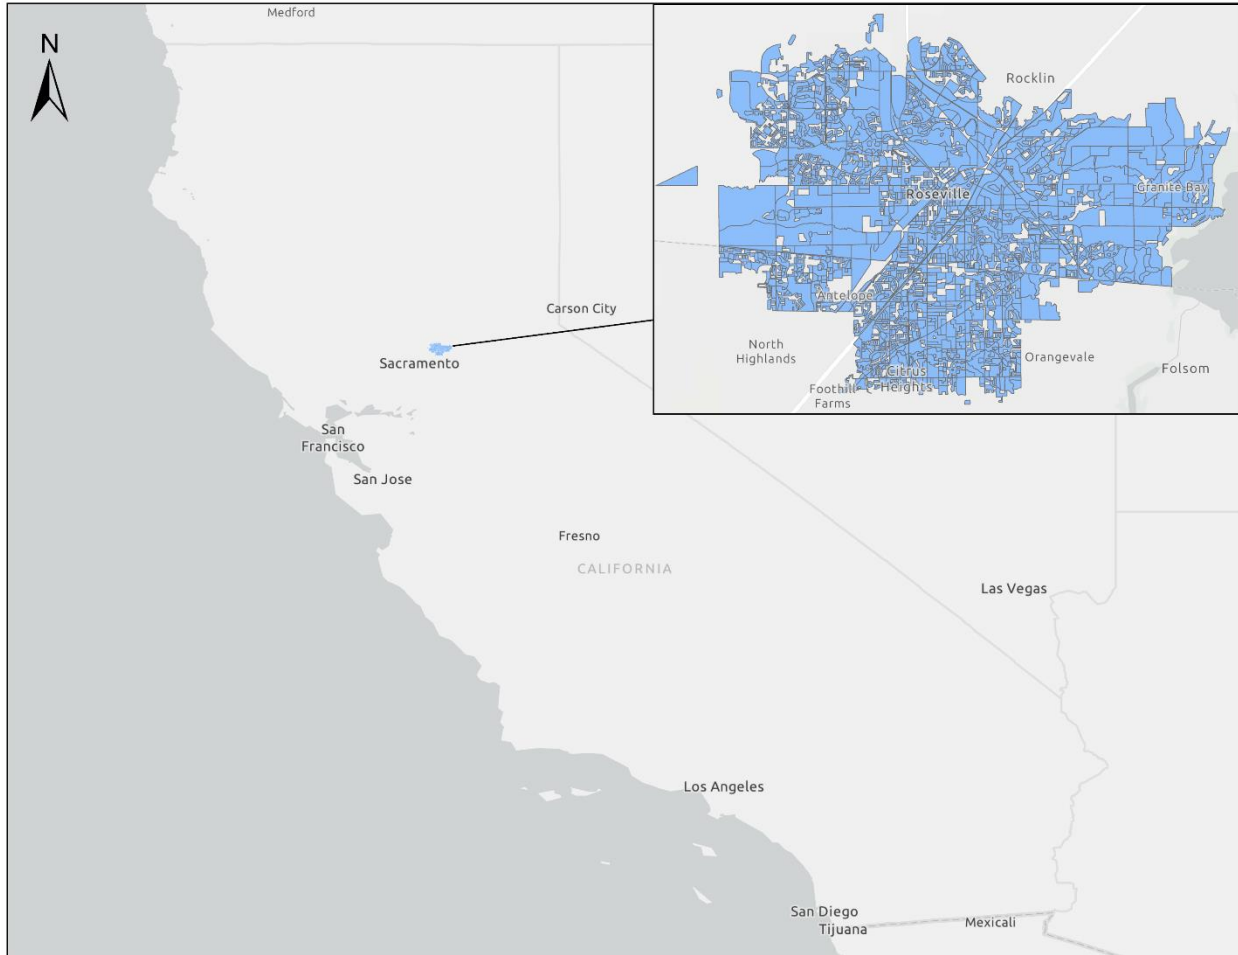 Medford
N
Rocklin
Granite Bay
Roseville
Antelope
Carson City
North
Highlands
Orangevale
Sacramento
Citrus
Heights
Folsom
Foothill
Farms
San
Francisco
San Jose
Fresno
CALIFORNIA
Las Vegas
Los Angeles
San Diego
Tijuana
Mexicali